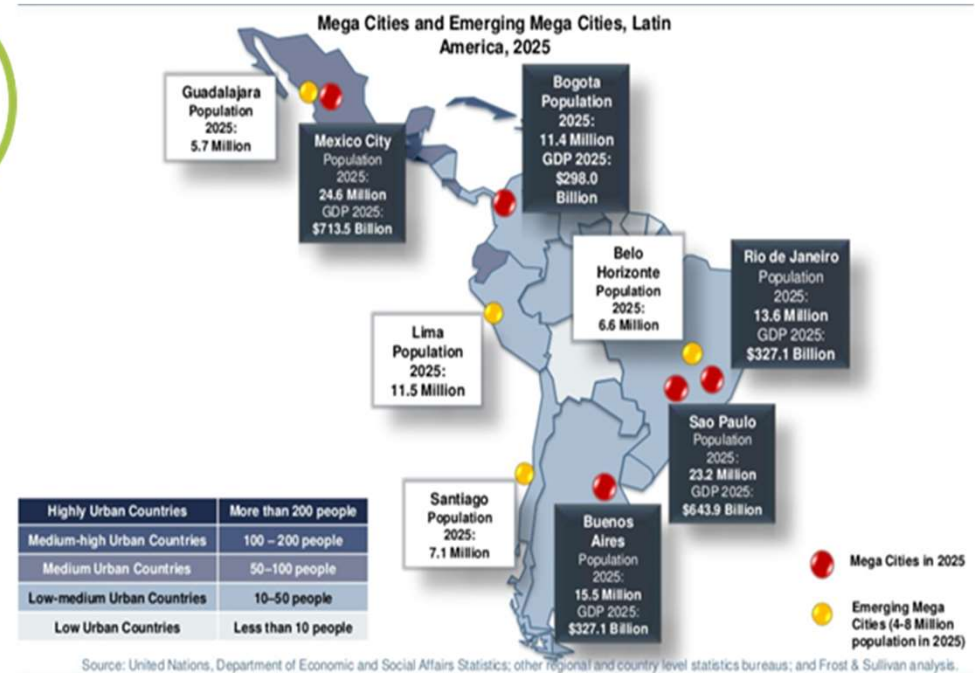 Mega Cities and Emerging Mega Cities, Latin
America, 2025
Guadalajara
Population
2025:
5.7 Million
Mexico City
Population
2025:
24.6 Million
GDP 2025:
$713.5 Billion
Bogota
Population
2025:
11.4 Million
GDP 2025:
$298.0
Billion
Belo
Horizonte
Population
2025:
6.6 Million
Rio de Janeiro
Population
2025:
13.6 Million
GDP 2025:
$327.1 Billion
Lima
Population
2025:
11.5 Million
Sao Paulo
Population
2025:
23.2 Million
GDP 2025:
$643.9 Billion
Santiago
Population
2025:
7.1 Million
Buenos
Aires
Population
2025:
15.5 Million
GDP 2025:
$327.1 Billion
Highly Urban Countries More than 200 people
Medium-high Urban Countries 100 – 200 people
Medium Urban Countries 50–100 people
Low-medium Urban Countries 10–50 people
Low Urban Countries Less than 10 people
Mega Cities in 2025
Emerging Mega
Cities (4-8 Million
population in 2025)
Source: United Nations, Department of Economic and Social Affairs Statistics; other regional and country level statistics bureaus; and Frost & Sullivan analysis.